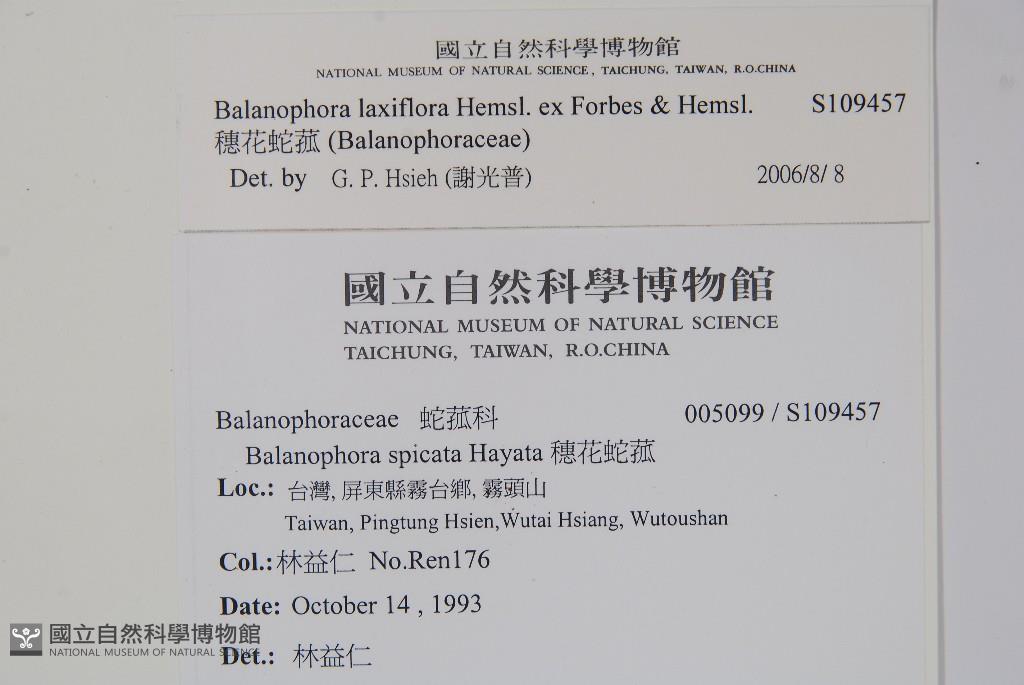 國立自然科學博物館
NATIONAL MUSEUM OF NATURAL SCIENCE, TAICHUNG, TAIWAN, R.O.CHINA
Balanophora laxiflora Hemsl. ex Forbes & Hemsl. S109457
穗花蛇菰 (Balanophoraceae)
Det. by G. P. Hsieh (謝光普) 2006/8/ 8
國立自然科學博物館
NATIONAL MUSEUM OF NATURAL SCIENCE
TAICHUNG, TAIWAN, R.O.CHINA
Balanophoraceae 蛇菰科 005099 / S109457
Balanophora spicata Hayata 穗花蛇菰
Loc.: 台灣, 屏東縣霧台鄉, 霧頭山
Taiwan, Pingtung Hsien,Wutai Hsiang, Wutoushan
Col.: 林益仁 No.Ren176
Date: October 14 , 1993
Det.: 林益仁
國立自然科學博物館
NATIONAL MUSEUM OF NATURAL SCIENCE